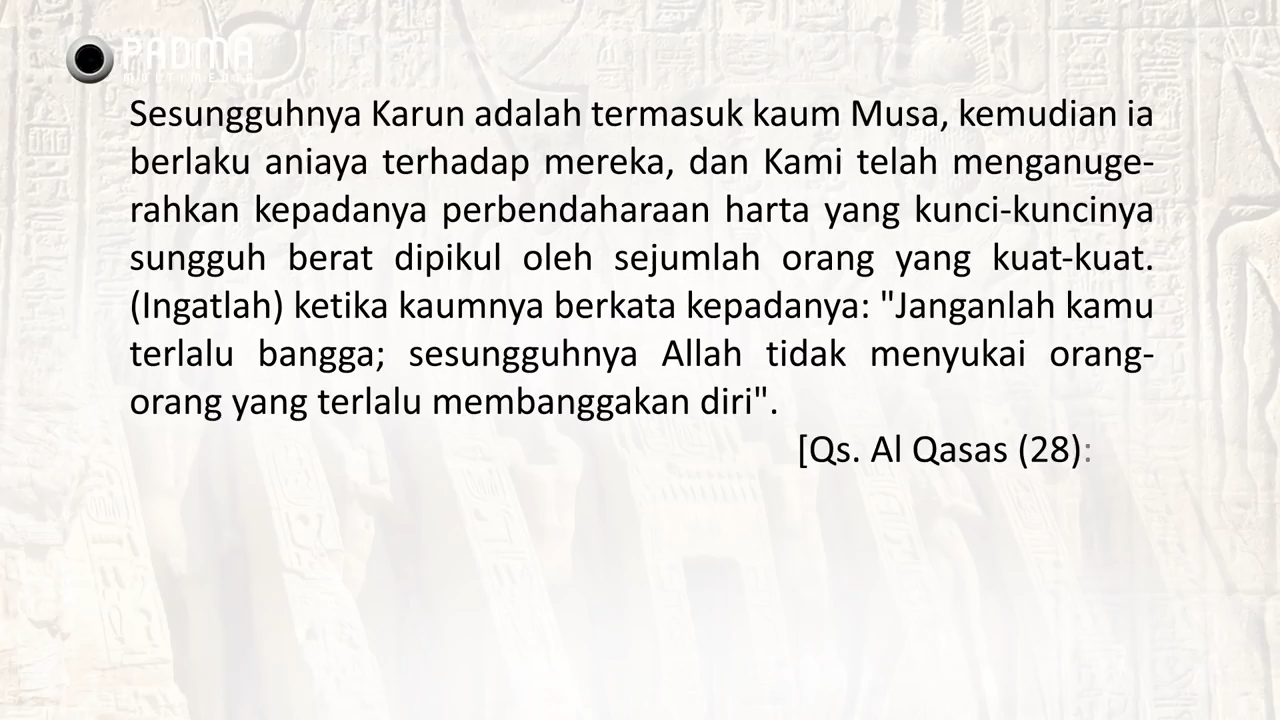 PADMA
MULTIMEDIA
Sesungguhnya Karun adalah termasuk kaum Musa, kemudian ia
berlaku aniaya terhadap mereka, dan Kami telah menganuge-
rahkan kepadanya perbendaharaan harta yang kunci-kuncinya
sungguh berat dipikul oleh sejumlah orang yang kuat-kuat.
(Ingatlah) ketika kaumnya berkata kepadanya: "Janganlah kamu
terlalu bangga; sesungguhnya Allah tidak menyukai orang-
orang yang terlalu membanggakan diri".
[Qs. Al Qasas (28):